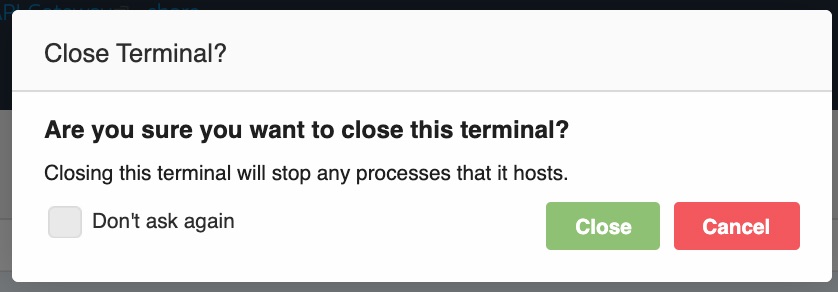 Close Terminal?
Are you sure you want to close this terminal?
Closing this terminal will stop any processes that it hosts.
Don't ask again
Close
Cancel